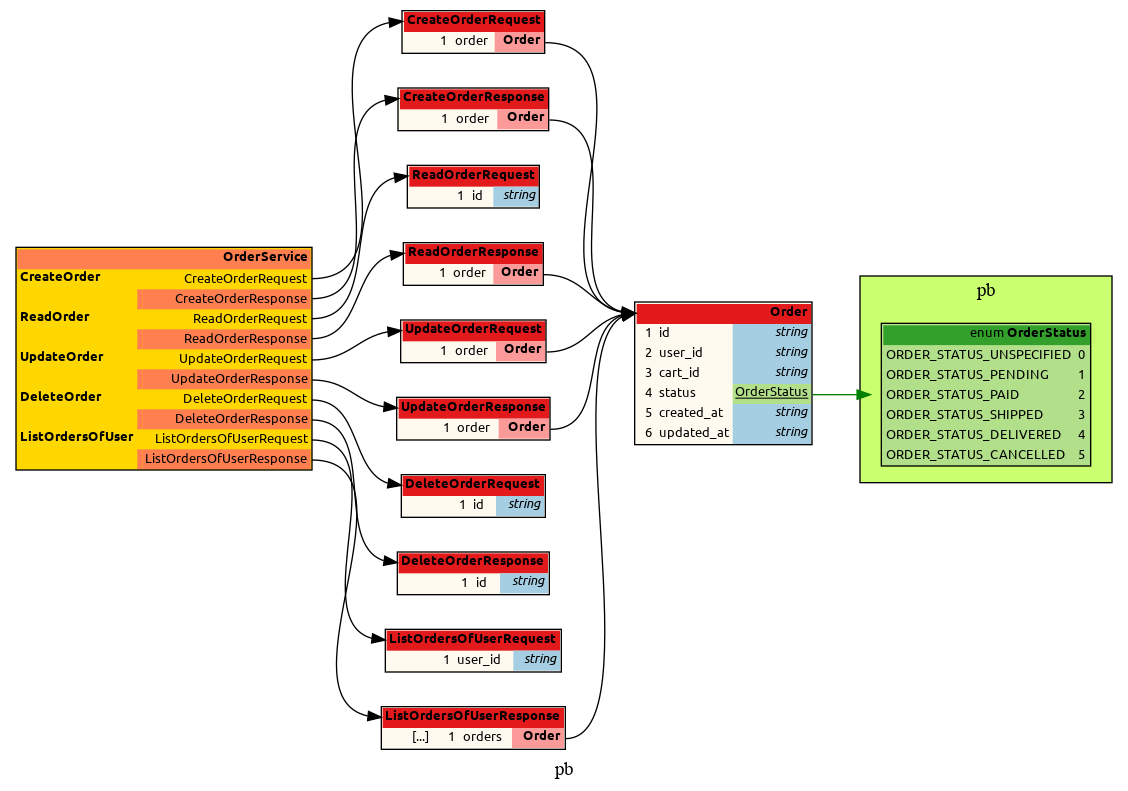 OrderService
CreateOrder CreateOrderRequest
CreateOrderResponse
ReadOrder ReadOrderRequest
ReadOrderResponse
UpdateOrder UpdateOrderRequest
UpdateOrderResponse
DeleteOrder DeleteOrderRequest
DeleteOrderResponse
ListOrdersOfUser ListOrdersOfUserRequest
ListOrdersOfUserResponse
CreateOrderRequest
1 order Order
CreateOrderResponse
1 order Order
ReadOrderRequest
1 id string
ReadOrderResponse
1 order Order
UpdateOrderRequest
1 order Order
UpdateOrderResponse
1 order Order
DeleteOrderRequest
1 id string
DeleteOrderResponse
1 id string
ListOrdersOfUserRequest
1 user_id string
ListOrdersOfUserResponse
[...] 1 orders Order
Order
1 id string
2 user_id string
3 cart_id string
4 status OrderStatus
5 created_at string
6 updated_at string
pb
enum OrderStatus
ORDER_STATUS_UNSPECIFIED 0
ORDER_STATUS_PENDING 1
ORDER_STATUS_PAID 2
ORDER_STATUS_SHIPPED 3
ORDER_STATUS_DELIVERED 4
ORDER_STATUS_CANCELLED 5
pb